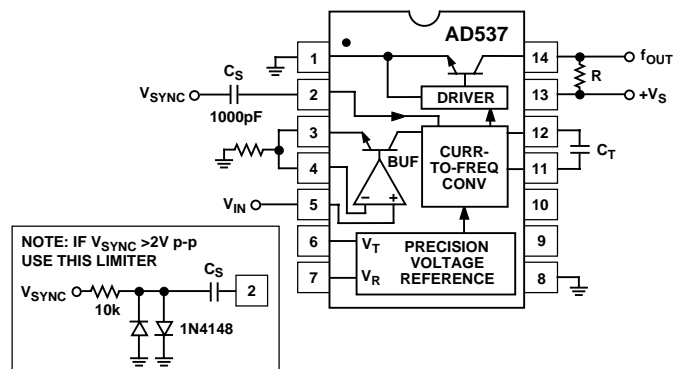 AD537
1
14
fOUT
CS
R
DRIVER
VSYNC
2
13
+VS
1000pF
3
12
BUF
CURR-
TO-FREQ
CONV
CT
4
11
–
+
VIN
5
10
NOTE: IF VSYNC >2V p-p
USE THIS LIMITER
6
VT
PRECISION
VOLTAGE
REFERENCE
9
CS
VSYNC
2
7
VR
8
10k
1N4148